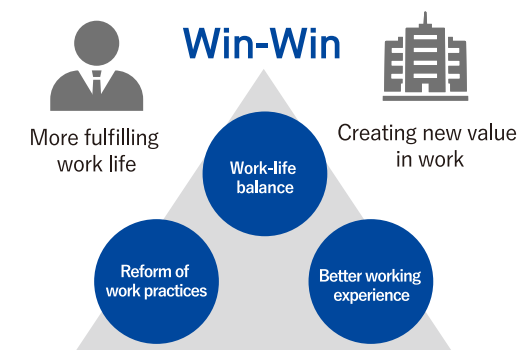 Win-Win
More fulfilling
work life
Creating new value
in work
Work-life
balance
Reform of
work practices
Better working
experience